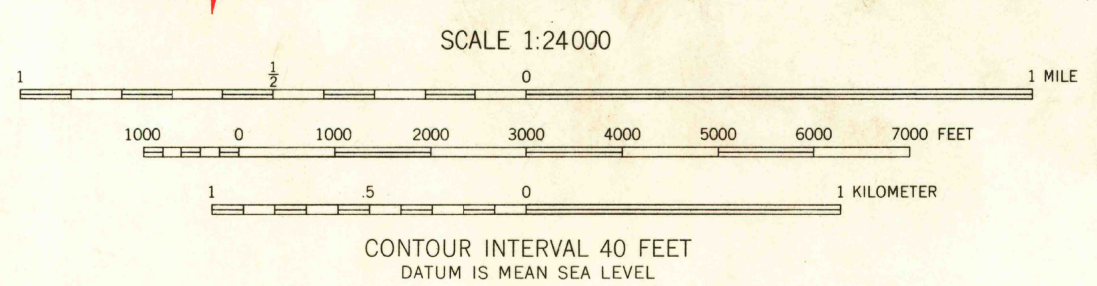 SCALE 1:24000
1 1/2 0 1 MILE
1000 0 1000 2000 3000 4000 5000 6000 7000 FEET
1 .5 0 1 KILOMETER
CONTOUR INTERVAL 40 FEET
DATUM IS MEAN SEA LEVEL